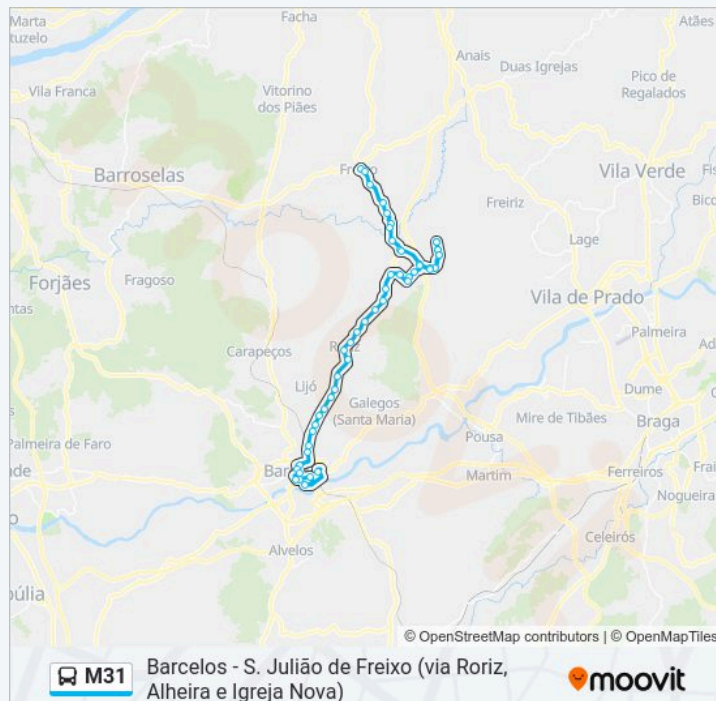 Marta
Facha
Anais
Atães
tuzelo
Duas Igrejas
Vila Franca
Vitorino
dos Piães
Pico de
Regalados
Barroselas
Vila Verde
Freiriz
Lage
Forjães
Fragoso
Vila de Prado
Carapeços
Palmeira
Lijó
Dume
Galegos
(Santa Maria)
Mire de Tibães
Braga
Palmeira de Faro
Pousa
Martim
Ferreiros
Nogueira
Alvelos
Celeirós
púlia
© OpenStreetMap contributors | © OpenMapTiles
M31
Barcelos - S. Julião de Freixo (via Roriz,
Alheira e Igreja Nova)
moovit